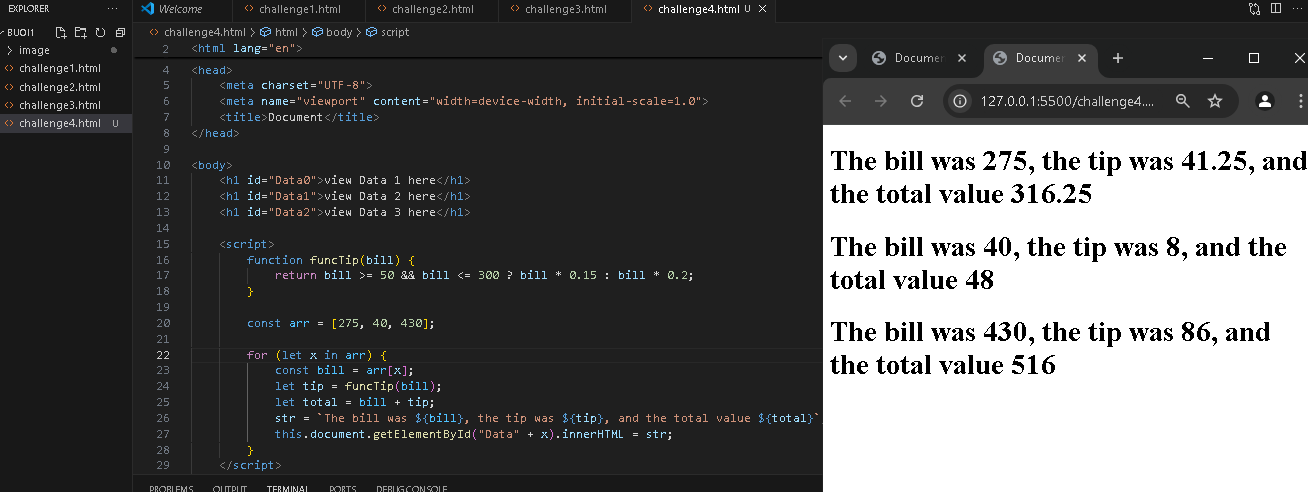 EXPLORER ···
Welcome
challenge1.html
challenge2.html
challenge3.html
challenge4.html U
BUOI1
image
challenge1.html
challenge2.html
challenge3.html
challenge4.html U
challenge4.html > html > body > script
2 <html lang="en">
4 <head>
5 <meta charset="UTF-8">
6 <meta name="viewport" content="width=device-width, initial-scale=1.0">
7 <title>Document</title>
8 </head>
9
10 <body>
11 <h1 id="Data0">view Data 1 here</h1>
12 <h1 id="Data1">view Data 2 here</h1>
13 <h1 id="Data2">view Data 3 here</h1>
14
15 <script>
16 function funcTip(bill) {
17 return bill >= 50 && bill <= 300 ? bill * 0.15 : bill * 0.2;
18 }
19
20 const arr = [275, 40, 430];
21
22 for (let x in arr) {
23 const bill = arr[x];
24 let tip = funcTip(bill);
25 let total = bill + tip;
26 str = `The bill was ${bill}, the tip was ${tip}, and the total value ${total}`
27 this.document.getElementById("Data" + x).innerHTML = str;
28 }
29 </script>
PROBLEMS OUTPUT TERMINAL PORTS DEBUG CONSOLE
Documen
Documen
127.0.0.1:5500/challenge4....
The bill was 275, the tip was 41.25, and
the total value 316.25
The bill was 40, the tip was 8, and the
total value 48
The bill was 430, the tip was 86, and
the total value 516